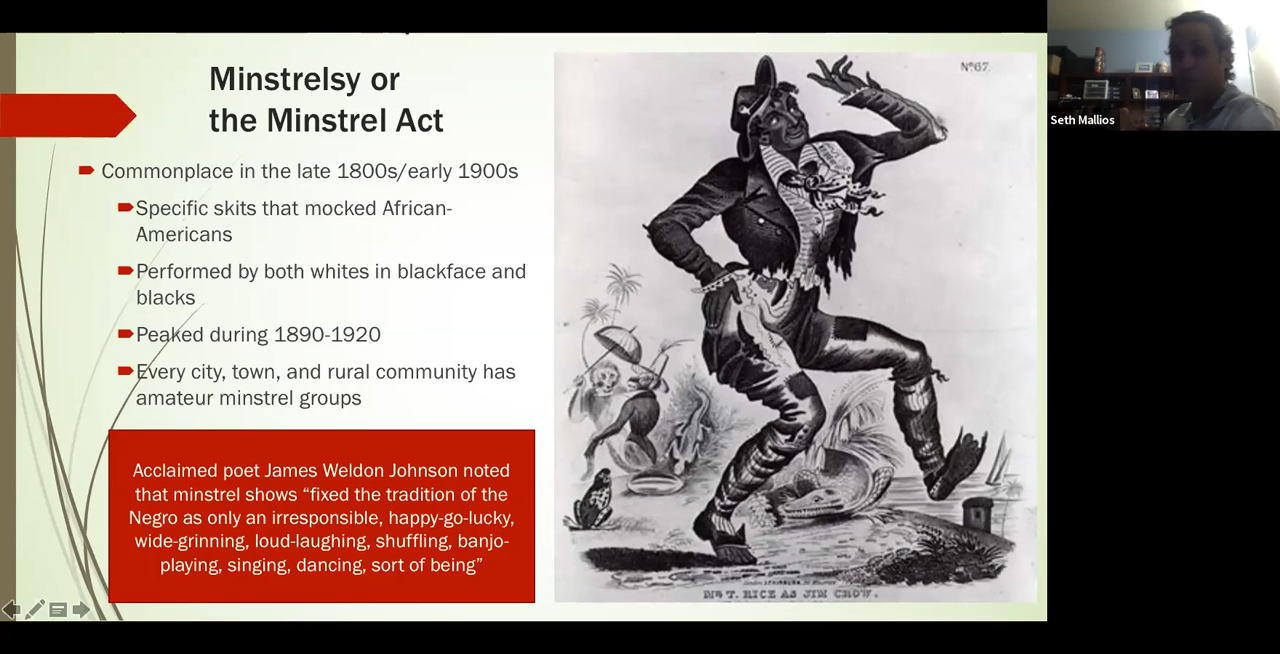 Minstrelsy or
the Minstrel Act
Commonplace in the late 1800s/early 1900s
Specific skits that mocked African-
Americans
Performed by both whites in blackface and
blacks
Peaked during 1890-1920
Every city, town, and rural community has
amateur minstrel groups
Acclaimed poet James Weldon Johnson noted
that minstrel shows “fixed the tradition of the
Negro as only an irresponsible, happy-go-lucky,
wide-grinning, loud-laughing, shuffling, banjo-
playing, singing, dancing, sort of being”
No 67.
Mr T. RICE AS JIM CROW.
Seth Mallios